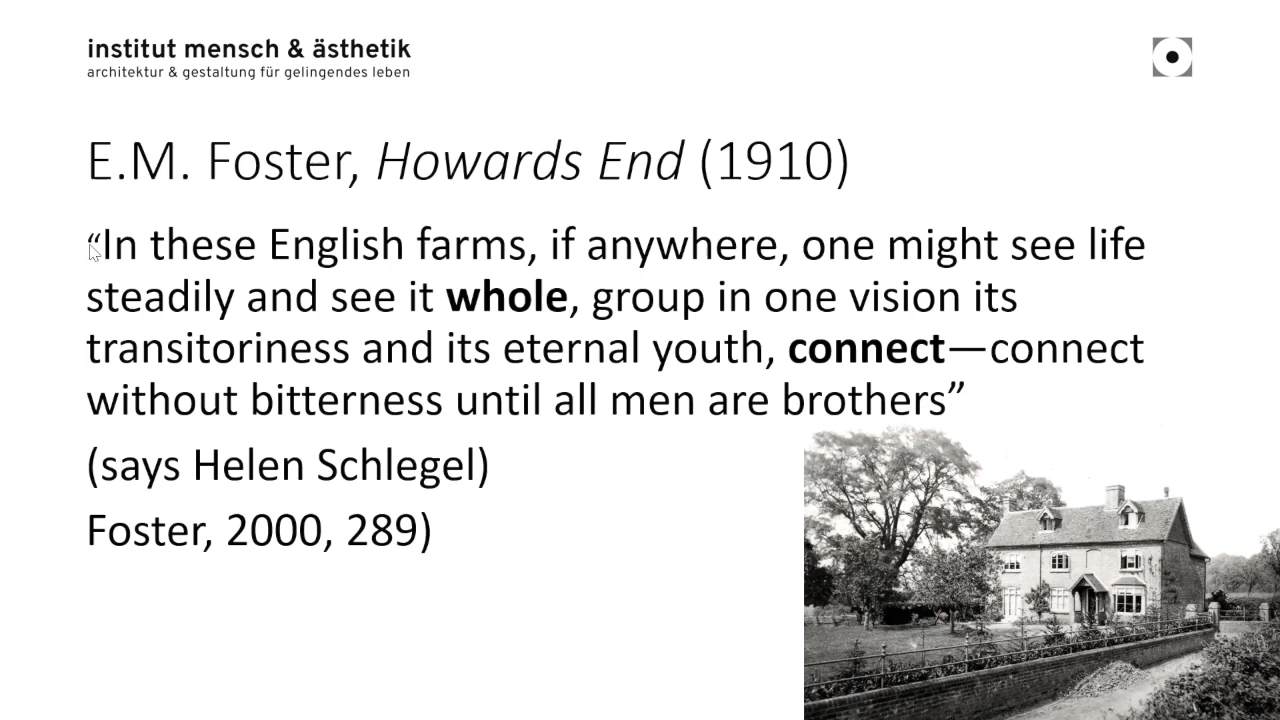 institut mensch & ästhetik
architektur & gestaltung für gelingendes leben
E.M. Foster, Howards End (1910)
“In these English farms, if anywhere, one might see life
steadily and see it whole, group in one vision its
transitoriness and its eternal youth, connect—connect
without bitterness until all men are brothers”
(says Helen Schlegel)
Foster, 2000, 289)